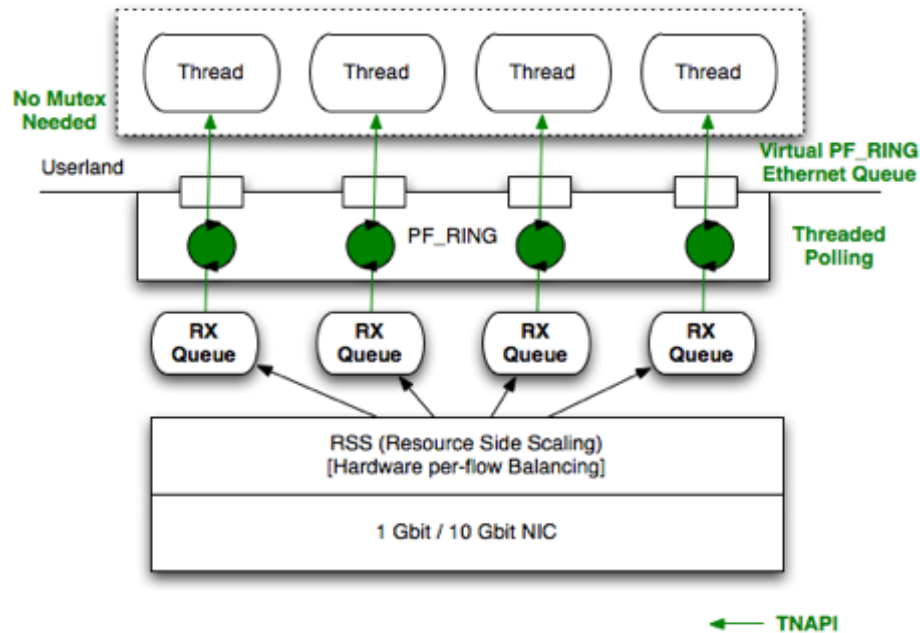 Thread
Thread
Thread
Thread
No Mutex
Needed
Userland
Virtual PF_RING
Ethernet Queue
PF_RING
Threaded
Polling
RX
Queue
RX
Queue
RX
Queue
RX
Queue
RSS (Resource Side Scaling)
[Hardware per-flow Balancing]
1 Gbit / 10 Gbit NIC
TNAPI